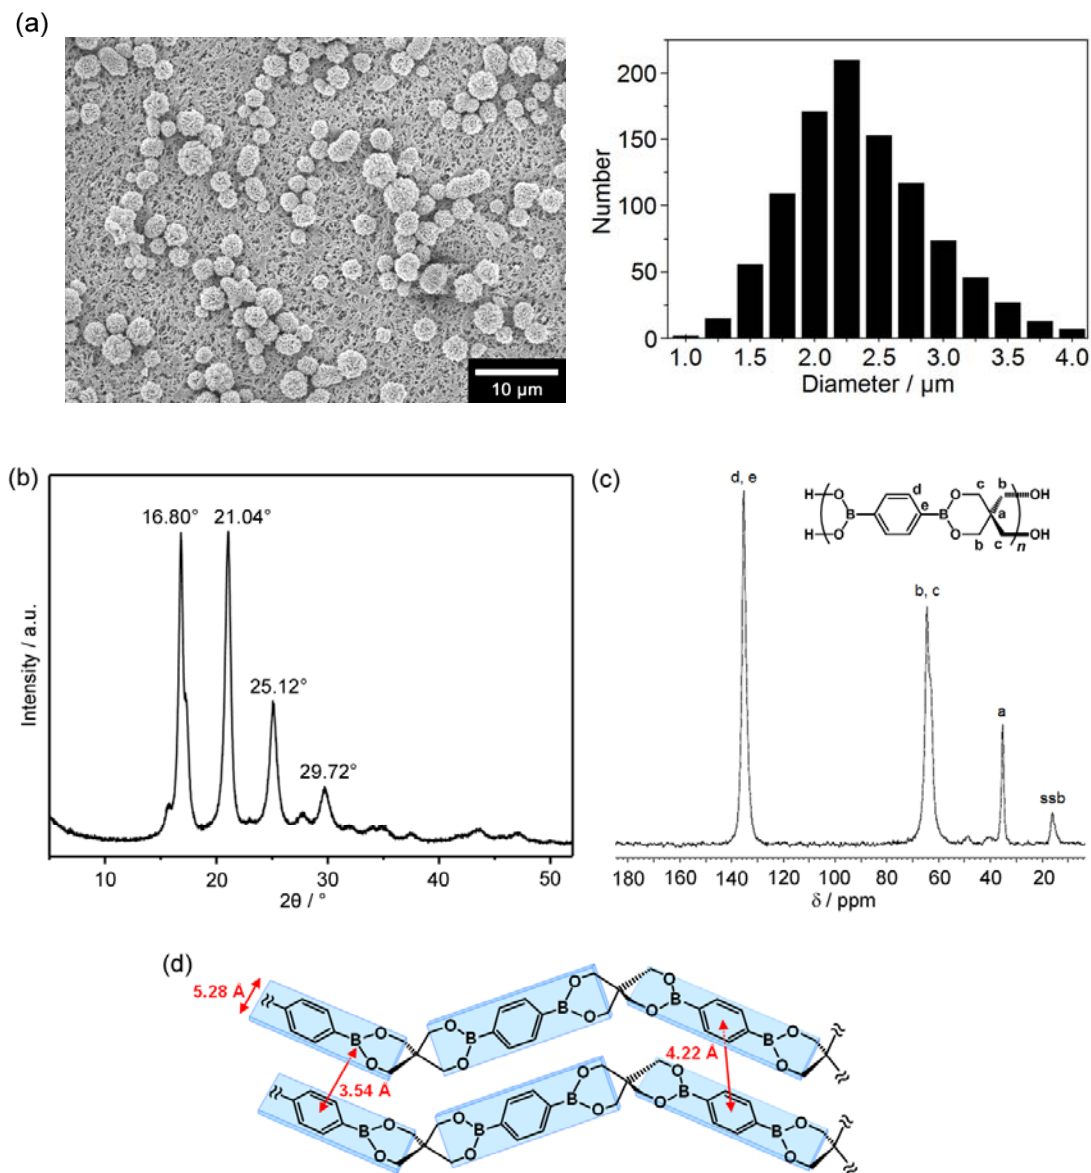 (a)
10 µm
200
150
100
50
0
Number
1.0 1.5 2.0 2.5 3.0 3.5 4.0
Diameter / µm
(b)
16.80° 21.04°
25.12°
29.72°
Intensity / a.u.
10 20 30 40 50
2θ / °
(c)
d, e
b, c
a
ssb
H O O B d e B O O c b a b c n OH OH H
180 160 140 120 100 80 60 40 20
δ / ppm
(d)
5.28 Å
3.54 Å
4.22 Å
B O O O O B B O O O O B B O O
B O O O O B B O O O O B B O O